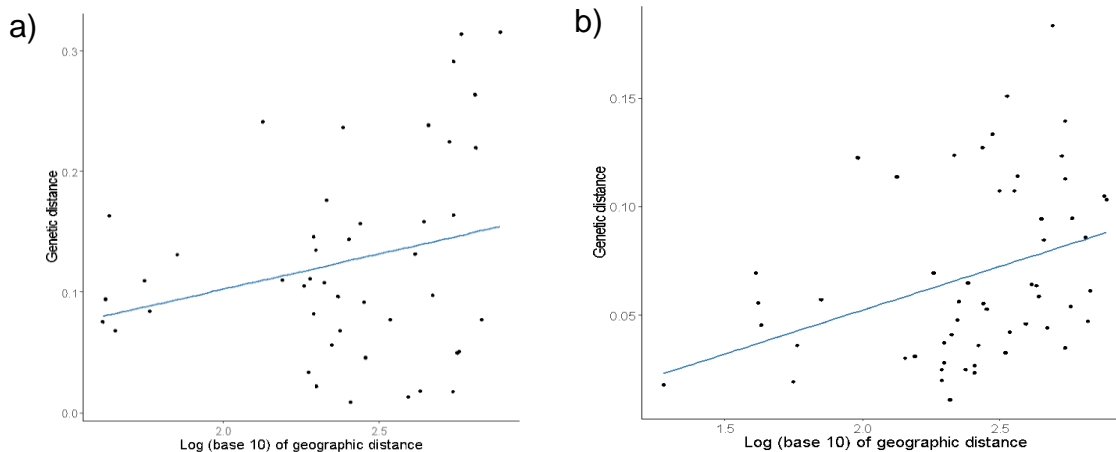 a)
0.3
0.2
0.1
0.0
Genetic distance
2.0
2.5
Log (base 10) of geographic distance
b)
0.15
0.10
0.05
Genetic distance
1.5
2.0
2.5
Log (base 10) of geographic distance